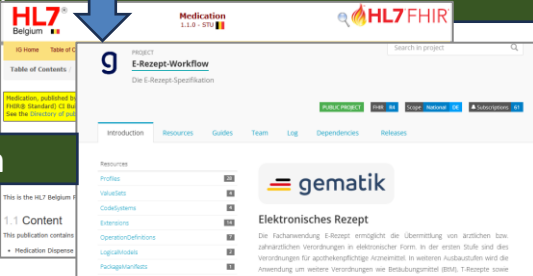 HL7
Belgium
Medication
1.1.0 - STU
HL7 FHIR
IG Home
Table of C
Table of Contents
Medication, published by
FHIR® Standard) CI Bui
See the Directory of pub
This is the HL7 Belgium F
1.1 Content
This publication contains
Medication Dispense
g
PROJECT
E-Rezept-Workflow
Die E-Rezept-Spezifikation
Search in project
PUBLIC PROJECT
FHIR R4
Scope National DE
Subscriptions 61
Introduction Resources Guides Team Log Dependencies Releases
Resources
Profiles
ValueSets
CodeSystems
Extensions
OperationDefinitions
LogicalModels
PackageManifests
gematik
Elektronisches Rezept
Die Fachanwendung E-Rezept ermöglicht die Übermittlung von ärztlichen bzw.
zahnärztlichen Verordnungen in elektronischer Form. In der ersten Stufe sind dies
Verordnungen für apothekenpflichtige Arzneimittel. In weiteren Ausbaustufen wird die
Anwendung um weitere Verordnungen wie Betäubungsmittel (BtM), T-Rezepte sowie